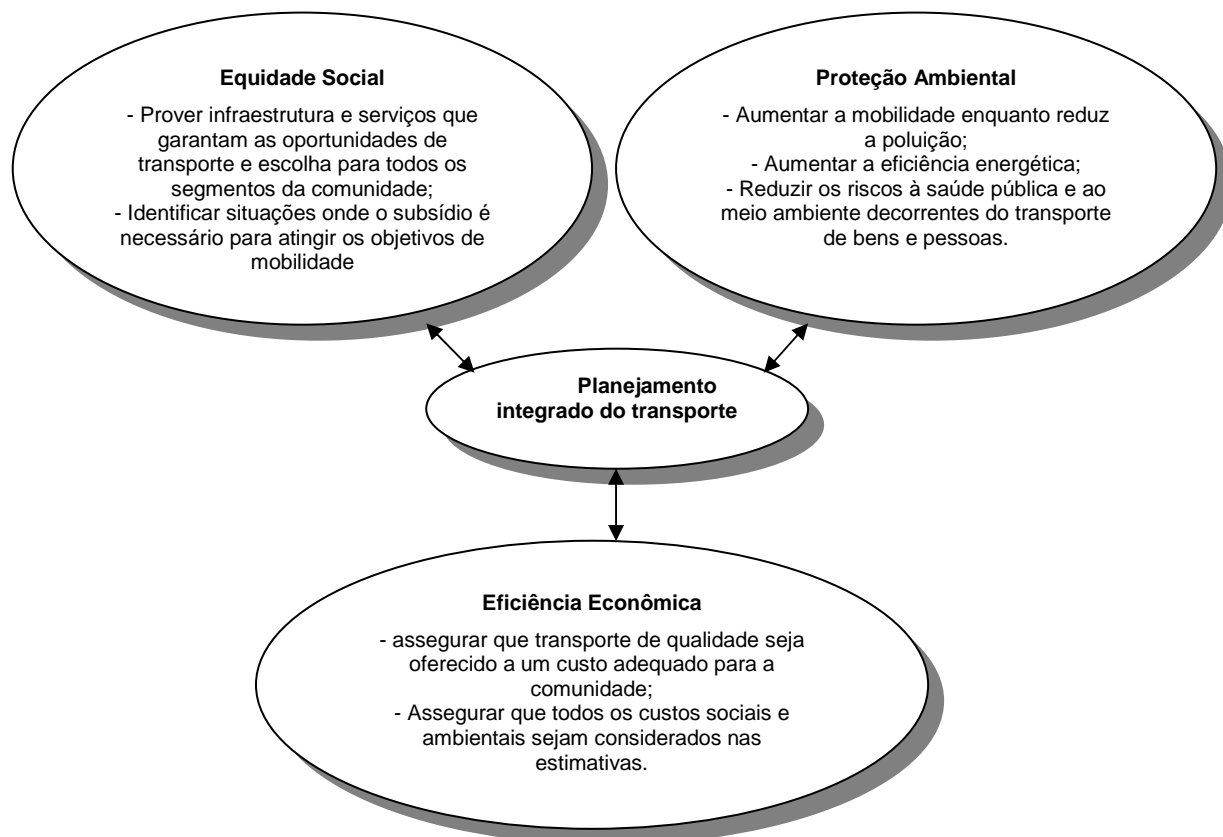 Equidade Social
- Prover infraestrutura e serviços que
garantam as oportunidades de
transporte e escolha para todos os
segmentos da comunidade;
- Identificar situações onde o subsídio é
necessário para atingir os objetivos de
mobilidade
Proteção Ambiental
- Aumentar a mobilidade enquanto reduz
a poluição;
- Aumentar a eficiência energética;
- Reduzir os riscos à saúde pública e ao
meio ambiente decorrentes do transporte
de bens e pessoas.
Planejamento
integrado do transporte
Eficiência Econômica
- assegurar que transporte de qualidade seja
oferecido a um custo adequado para a
comunidade;
- Assegurar que todos os custos sociais e
ambientais sejam considerados nas
estimativas.